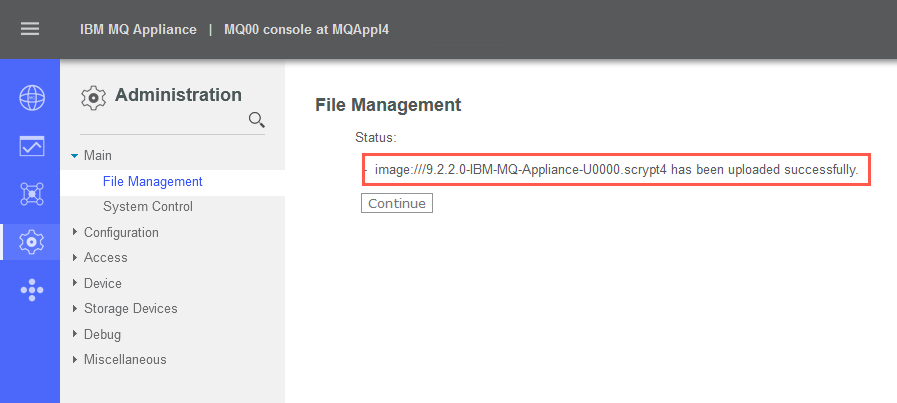 IBM MQ Appliance | MQ00 console at MQAppl4
Administration
Main
File Management
System Control
Configuration
Access
Device
Storage Devices
Debug
Miscellaneous
File Management
Status:
- image:///9.2.2.0-IBM-MQ-Appliance-U0000.scrypt4 has been uploaded successfully.
Continue